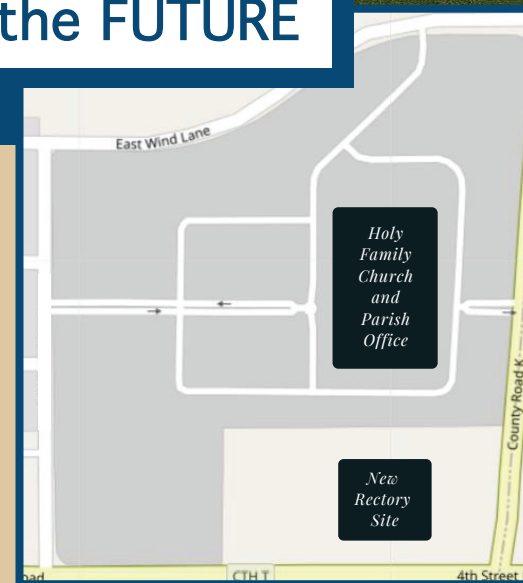 the FUTURE
East Wind Lane
Holy
Family
Church
and
Parish
Office
County Road K
New
Rectory
Site
oad
CTH T
4th Street